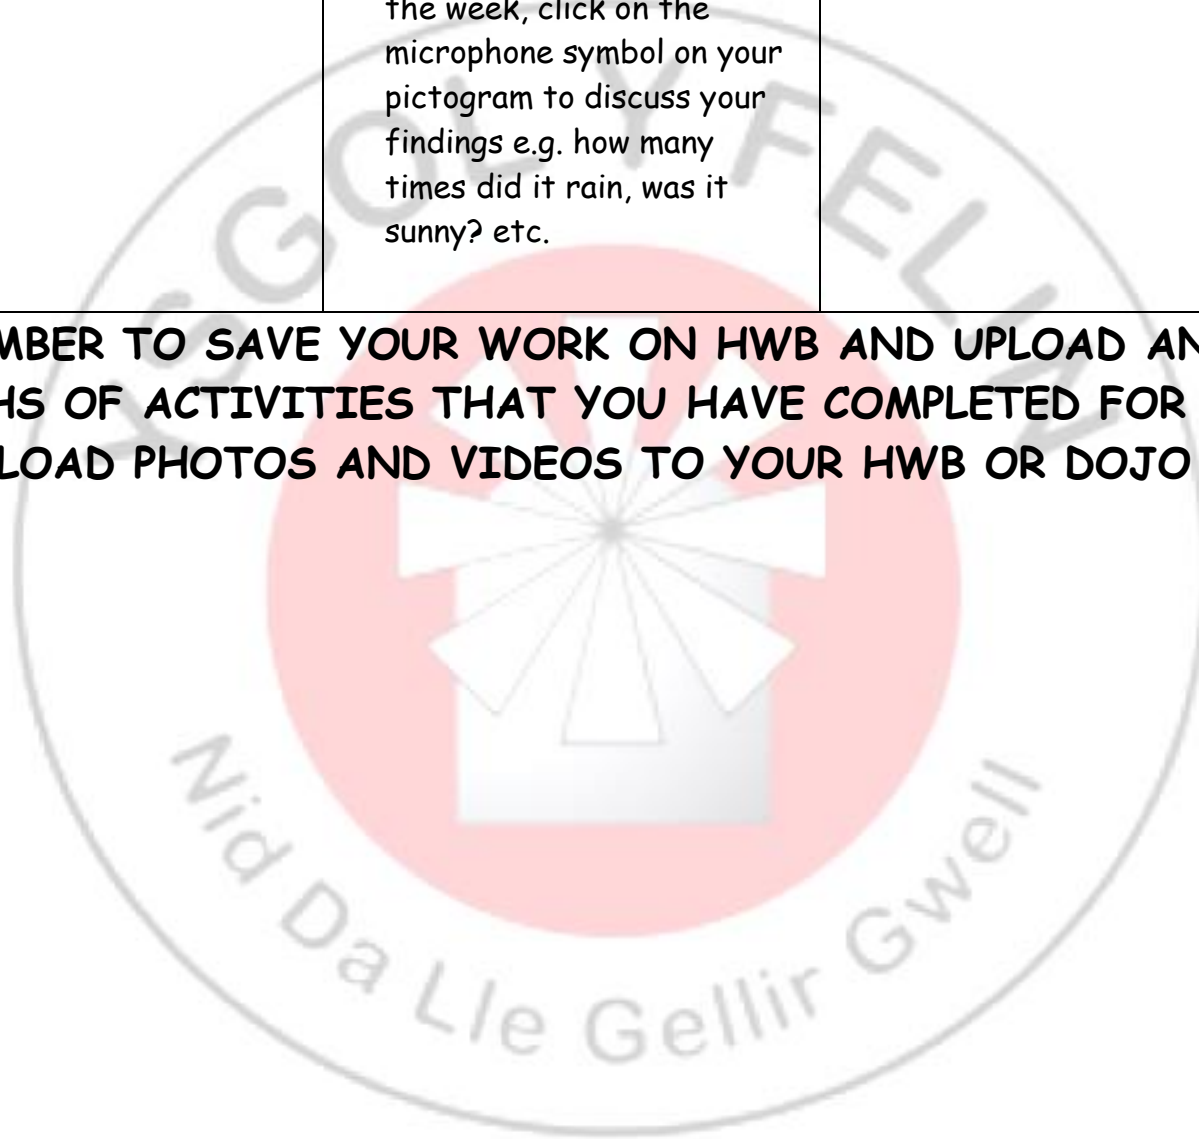 the week, click on the
microphone symbol on your
pictogram to discuss your
findings e.g. how many
times did it rain, was it
sunny? etc.
MBER TO SAVE YOUR WORK ON HWB AND UPLOAD AN
HS OF ACTIVITIES THAT YOU HAVE COMPLETED FOR
LOAD PHOTOS AND VIDEOS TO YOUR HWB OR DOJO
YSGOL Y FELIN
Nid Da Lle Gellir Gwell